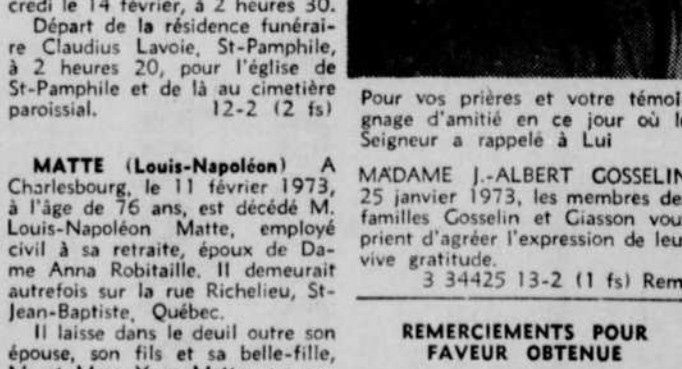 credi le 14 février, à 2 heures 30.
Départ de la résidence funérai-
re Claudius Lavoie, St-Pamphile,
à 2 heures 20, pour l'église de
St-Pamphile et de là au cimetière
paroissial. 12-2 (2 fs)
MATTE (Louis-Napoléon) A
Charlesbourg, le 11 février 1973,
à l'âge de 76 ans, est décédé M.
Louis-Napoléon Matte, employé
civil à sa retraite, époux de Da-
me Anna Robitaille. Il demeurait
autrefois sur la rue Richelieu, St-
Jean-Baptiste, Québec.
Il laisse dans le deuil outre son
épouse, son fils et sa belle-fille,
Pour vos prières et votre témoi-
gnage d'amitié en ce jour où l
Seigneur a rappelé à Lui
MADAME J.-ALBERT GOSSELIN
25 janvier 1973, les membres de
familles Gosselin et Giasson vou
prient d'agréer l'expression de leu
vive gratitude.
3 34425 13-2 (1 fs) Rem
REMERCIEMENTS POUR
FAVEUR OBTENUE